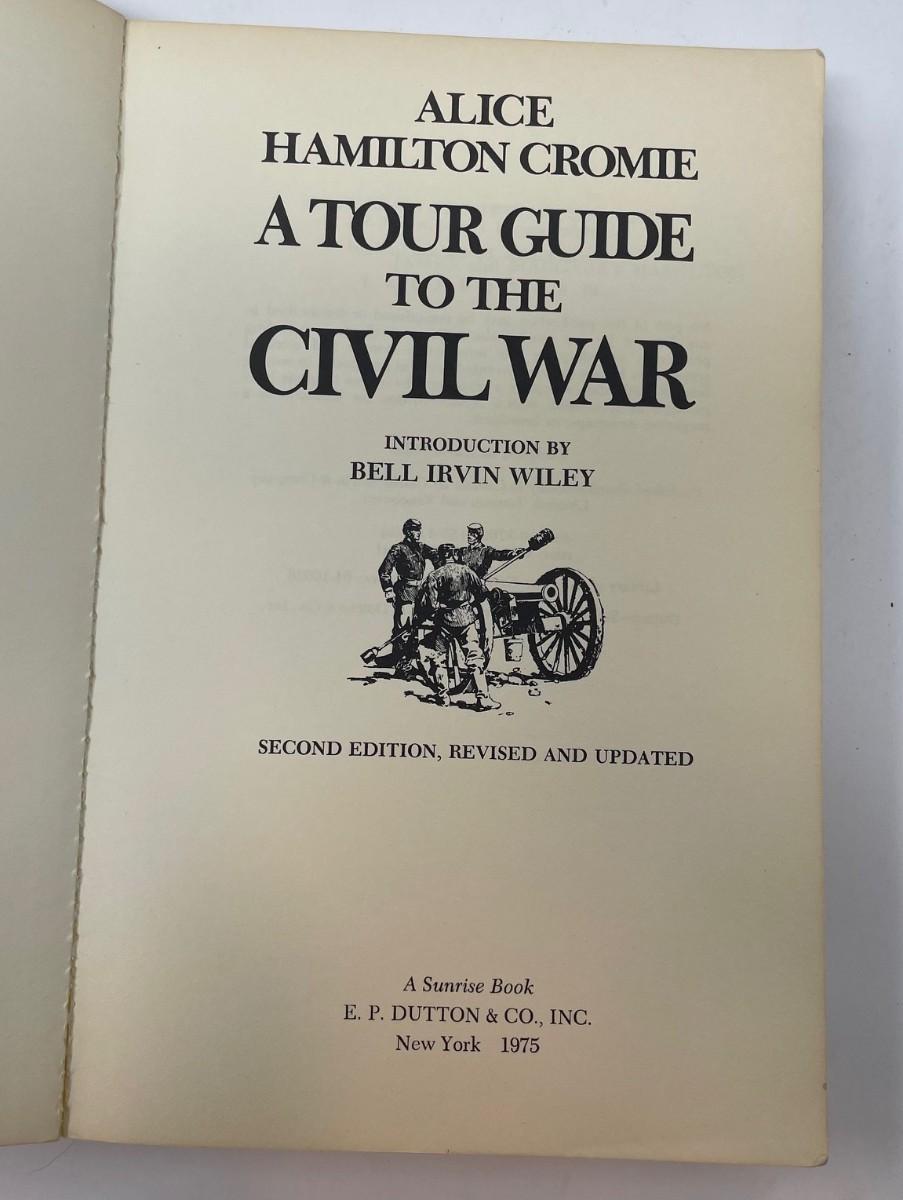 ALICE
HAMILTON CROMIE
A TOUR GUIDE
TO THE
CIVIL WAR
INTRODUCTION BY
BELL IRVIN WILEY
SECOND EDITION, REVISED AND UPDATED
A Sunrise Book
E. P. DUTTON & CO., INC.
New York 1975